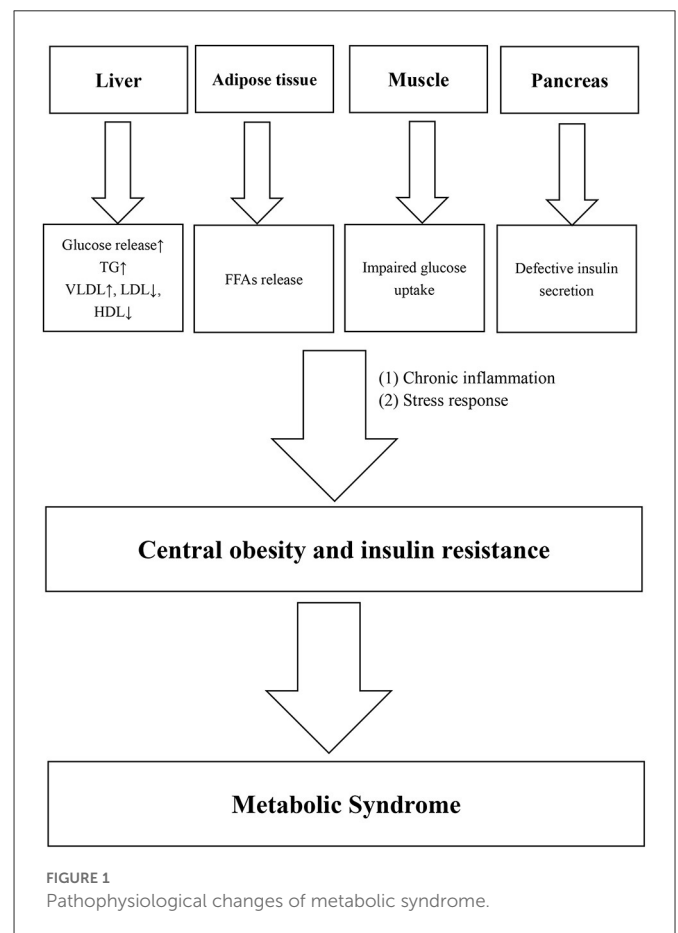 Liver
Adipose tissue
Muscle
Pancreas
Glucose release↑
TG↑
VLDL↑, LDL↓,
HDL↓
FFAs release
Impaired glucose
uptake
Defective insulin
secretion
(1) Chronic inflammation
(2) Stress response
Central obesity and insulin resistance
Metabolic Syndrome
FIGURE 1
Pathophysiological changes of metabolic syndrome.